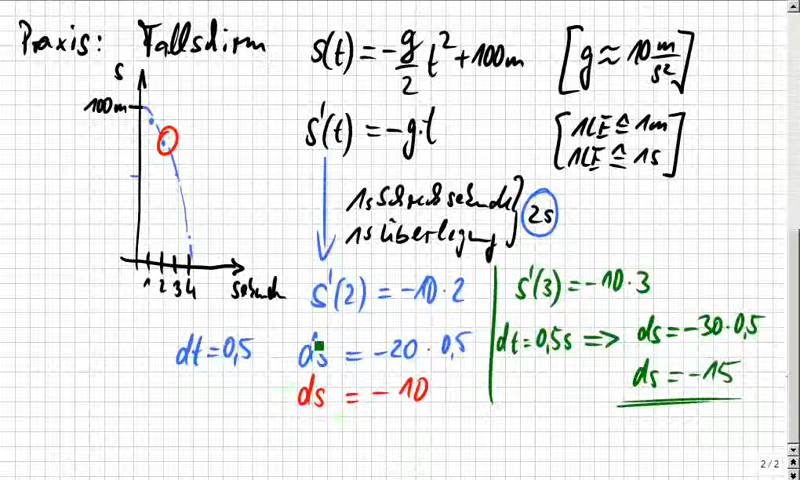 Praxis: Fallschirm
s(t) = -g/2 t² + 100m
[g ≈ 10 m/s²]
s
100m
1 2 3 4
Sekunden
s'(t) = -g·t
[1LE ≙ 1m
1LE ≙ 1s]
1s Schrecksekunde
1s Überlegung
} 2s
s'(2) = -10·2
dt = 0,5
ds = -20·0,5
ds = -10
s'(3) = -10·3
dt = 0,5s => ds = -30·0,5
ds = -15
2/2